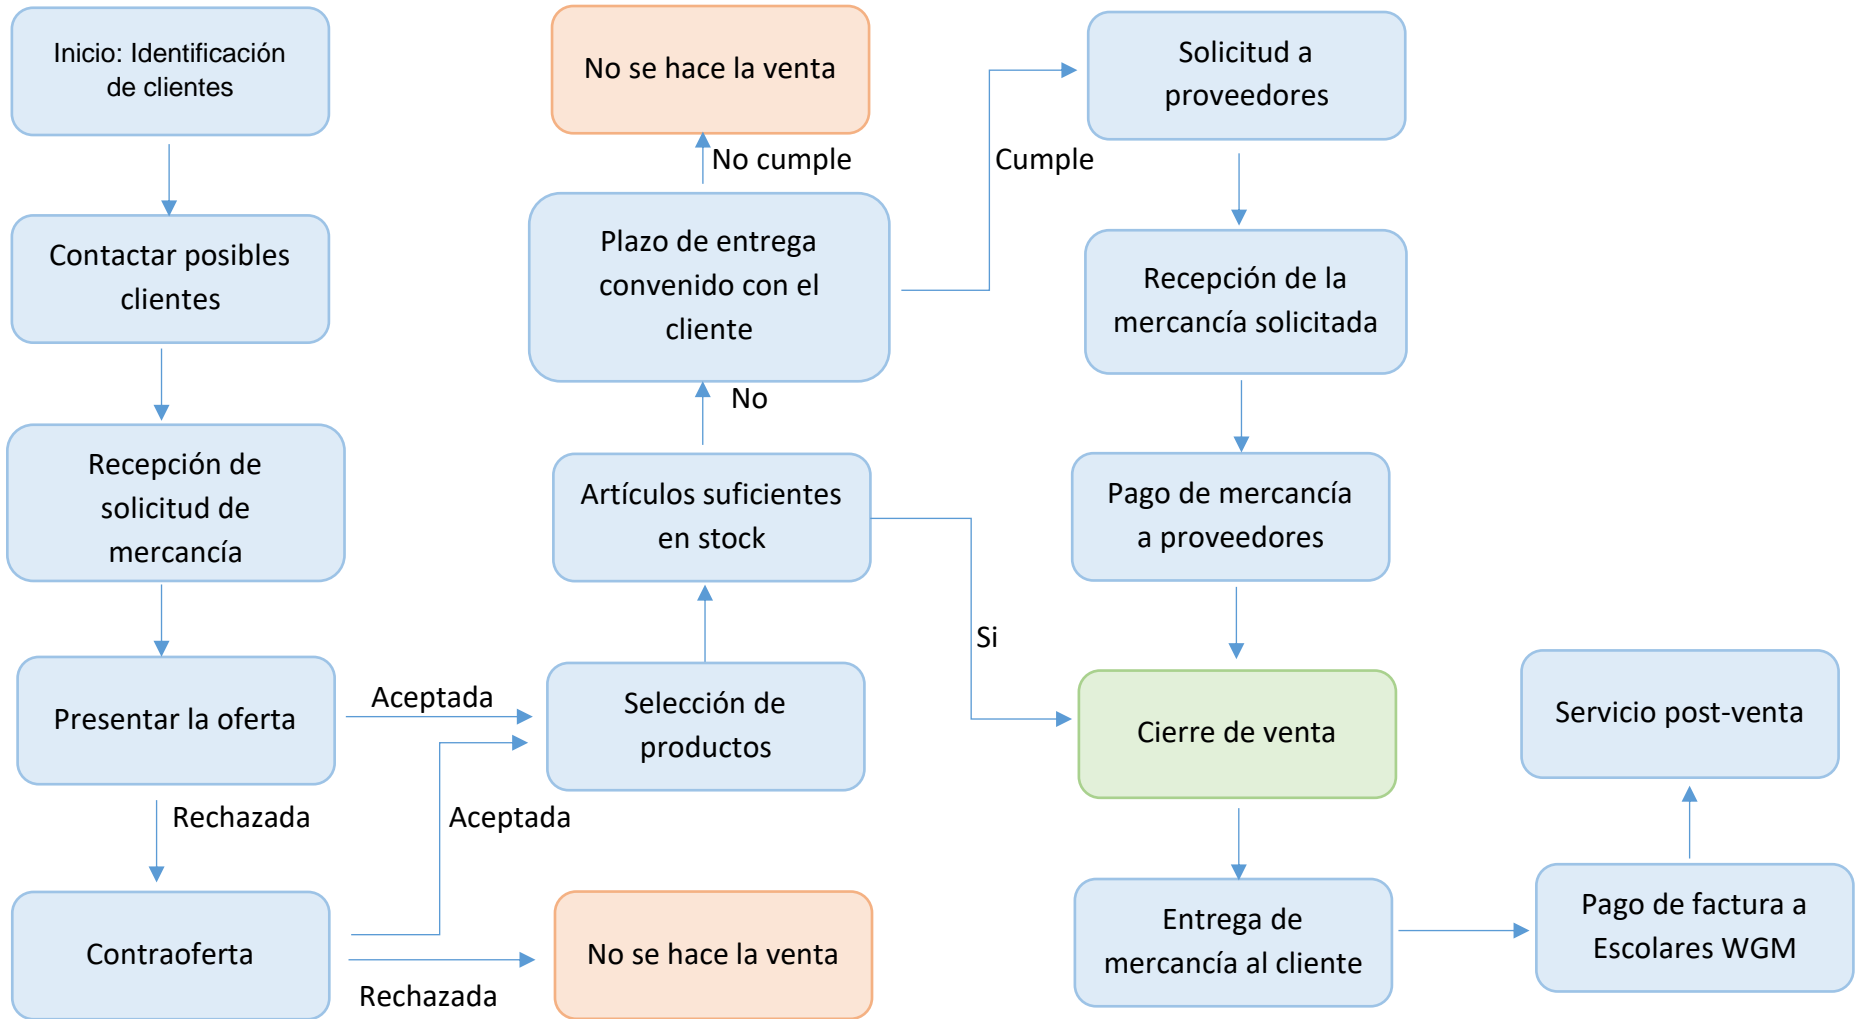 Inicio: Identificación
de clientes
Contactar posibles
clientes
Recepción de
solicitud de
mercancía
Presentar la oferta
Aceptada
Rechazada
Contraoferta
Aceptada
Rechazada
No se hace la venta
Selección de
productos
Artículos suficientes
en stock
No
Si
Plazo de entrega
convenido con el
cliente
No cumple
Cumple
No se hace la venta
Solicitud a
proveedores
Recepción de la
mercancía solicitada
Pago de mercancía
a proveedores
Cierre de venta
Entrega de
mercancía al cliente
Pago de factura a
Escolares WGM
Servicio post-venta